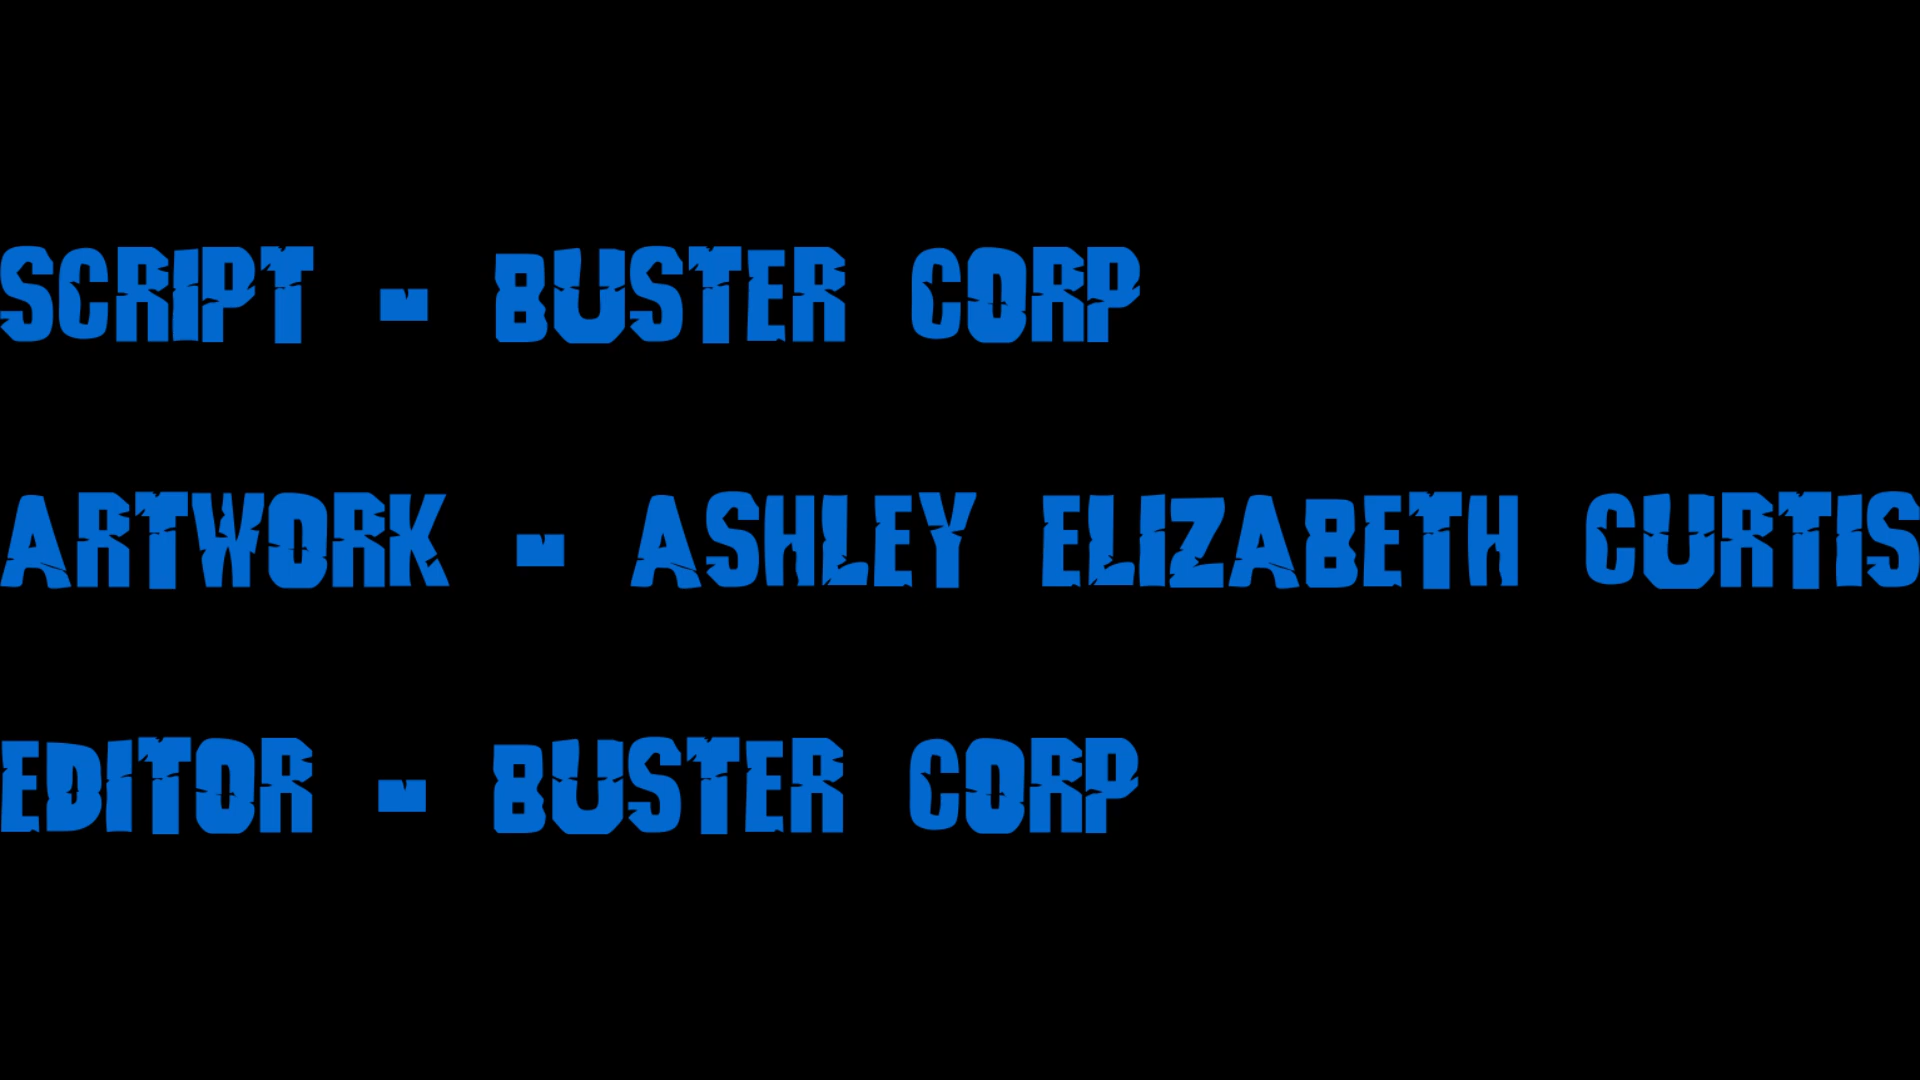 SCRIPT - BUSTER CORP
ARTWORK - ASHLEY ELIZABETH CURTIS
EDITOR - BUSTER CORP